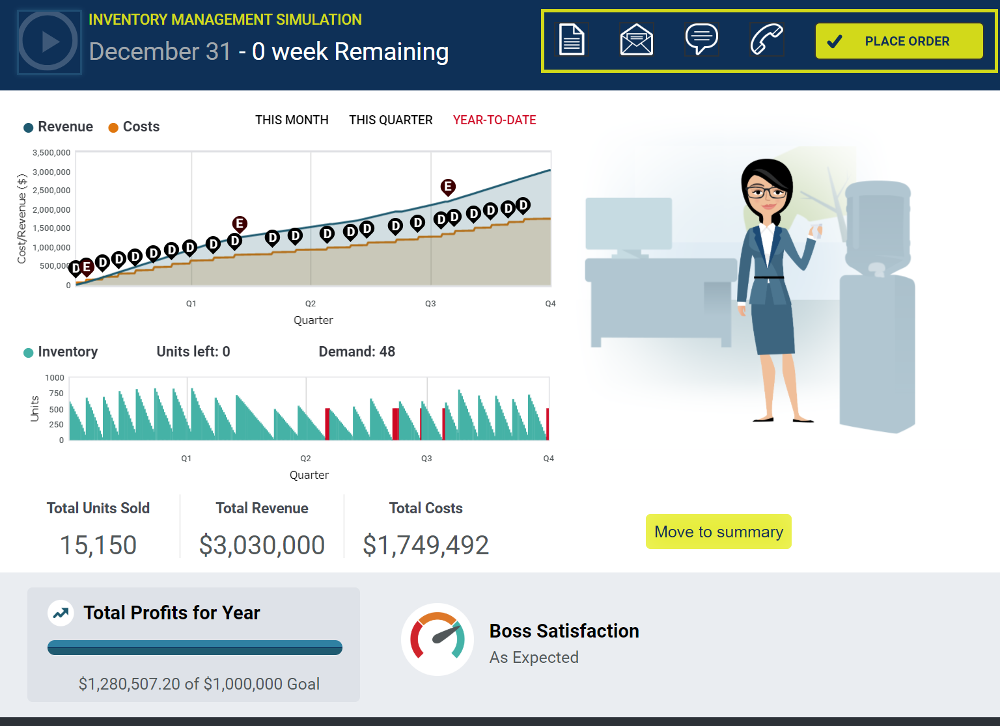 INVENTORY MANAGEMENT SIMULATION
December 31 - 0 week Remaining
PLACE ORDER
Revenue Costs
THIS MONTH THIS QUARTER YEAR-TO-DATE
3,500,000
3,000,000
2,500,000
2,000,000
1,500,000
1,000,000
500,000
0
Cost/Revenue ($)
E
E
D D D D D D D D D D D D D D D D D D D D D D D D
E
Q1 Q2 Q3 Q4
Quarter
Inventory Units left: 0 Demand: 48
1000
750
500
250
0
Units
Q1 Q2 Q3 Q4
Quarter
Total Units Sold Total Revenue Total Costs
15,150 $3,030,000 $1,749,492
Move to summary
Total Profits for Year
$1,280,507.20 of $1,000,000 Goal
Boss Satisfaction
As Expected